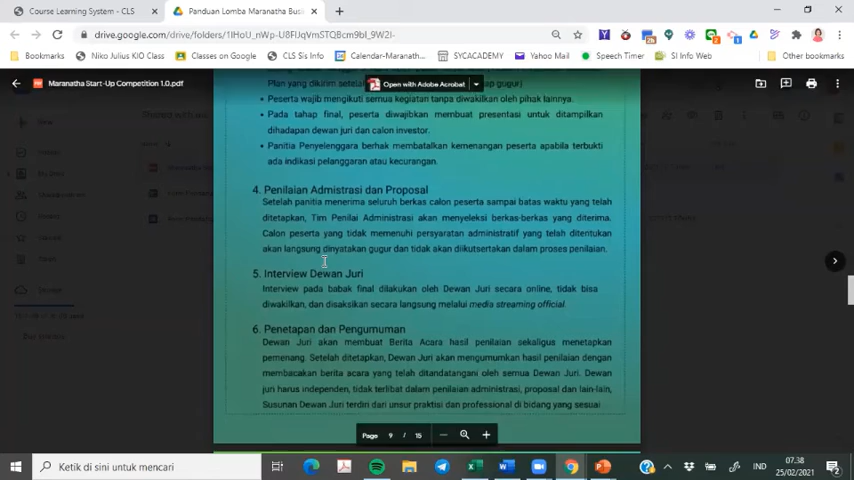 Course Learning System - CLS
Panduan Lomba Maranatha Busi
drive.google.com/drive/folders/
Bookmarks
Niko Julius KIO Class
Classes on Google
CLS Sis Info
Calendar-Maranath...
SYCACADEMY
Yahoo Mail
Speech Timer
SI Info Web
Other bookmarks
Maranatha Start-Up Competition 1.0.pdf
Open with Adobe Acrobat
Plan yang dikirim
gugur)
• Peserta wajib mengikuti semua kegiatan tanpa diwakilkan oleh pihak lainnya.
• Pada tahap final, peserta diwajibkan membuat presentasi untuk ditampilkan
dihadapan dewan juri dan calon investor.
• Panitia Penyelenggara berhak membatalkan kemenangan peserta apabila terbukti
ada indikasi pelanggaran atau kecurangan.
4. Penilaian Admistrasi dan Proposal
Setelah panitia menerima seluruh berkas calon peserta sampai batas waktu yang telah
ditetapkan, Tim Penilai Administrasi akan menyeleksi berkas-berkas yang diterima.
Calon peserta yang tidak memenuhi persyaratan administratif yang telah ditentukan
akan langsung dinyatakan gugur dan tidak akan diikutsertakan dalam proses penilaian.
5. Interview Dewan Juri
Interview pada babak final dilakukan oleh Dewan Juri secara online, tidak bisa
diwakilkan, dan disaksikan secara langsung melalui media streaming official.
6. Penetapan dan Pengumuman
Dewan Juri akan membuat Berita Acara hasil penilaian sekaligus menetapkan
pemenang. Setelah ditetapkan, Dewan Juri akan mengumumkan hasil penilaian dengan
membacakan berita acara yang telah ditandatangani oleh semua Dewan Juri. Dewan
juri harus independen, tidak terlibat dalam penilaian administrasi, proposal dan lain-lain,
Susunan Dewan Juri terdiri dari unsur praktisi dan professional di bidang yang sesuai
Page 9 / 15
Ketik di sini untuk mencari
IND
07.38
25/02/2021